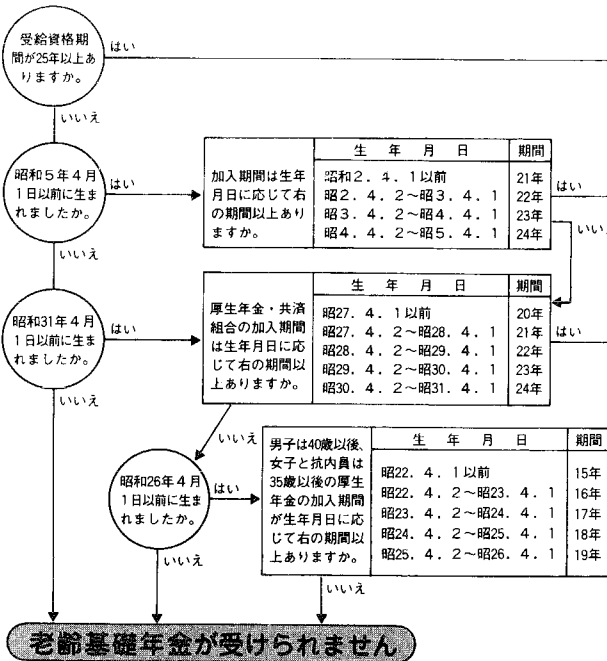 受給資格期
間が25年以上あ
りますか。
はい
いいえ
昭和5年4月
1日以前に生ま
れましたか。
はい
いいえ
加入期間は生年
月日に応じて右
の期間以上あり
ますか。
生年月日 期間
昭和2.4.1以前 21年
昭2.4.2～昭3.4.1 22年
昭3.4.2～昭4.4.1 23年
昭4.4.2～昭5.4.1 24年
はい
いいえ
昭和31年4月
1日以前に生ま
れましたか。
はい
いいえ
厚生年金・共済
組合の加入期間
は生年月日に応
じて右の期間以
上ありますか。
生年月日 期間
昭27.4.1以前 20年
昭27.4.2～昭28.4.1 21年
昭28.4.2～昭29.4.1 22年
昭29.4.2～昭30.4.1 23年
昭30.4.2～昭31.4.1 24年
はい
いいえ
昭和26年4月
1日以前に生ま
れましたか。
はい
いいえ
男子は40歳以後、
女子と抗内員は
35歳以後の厚生
年金の加入期間
が生年月日に応
じて右の期間以
上ありますか。
生年月日 期間
昭22.4.1以前 15年
昭22.4.2～昭23.4.1 16年
昭23.4.2～昭24.4.1 17年
昭24.4.2～昭25.4.1 18年
昭25.4.2～昭26.4.1 19年
いいえ
老齢基礎年金が受けられません